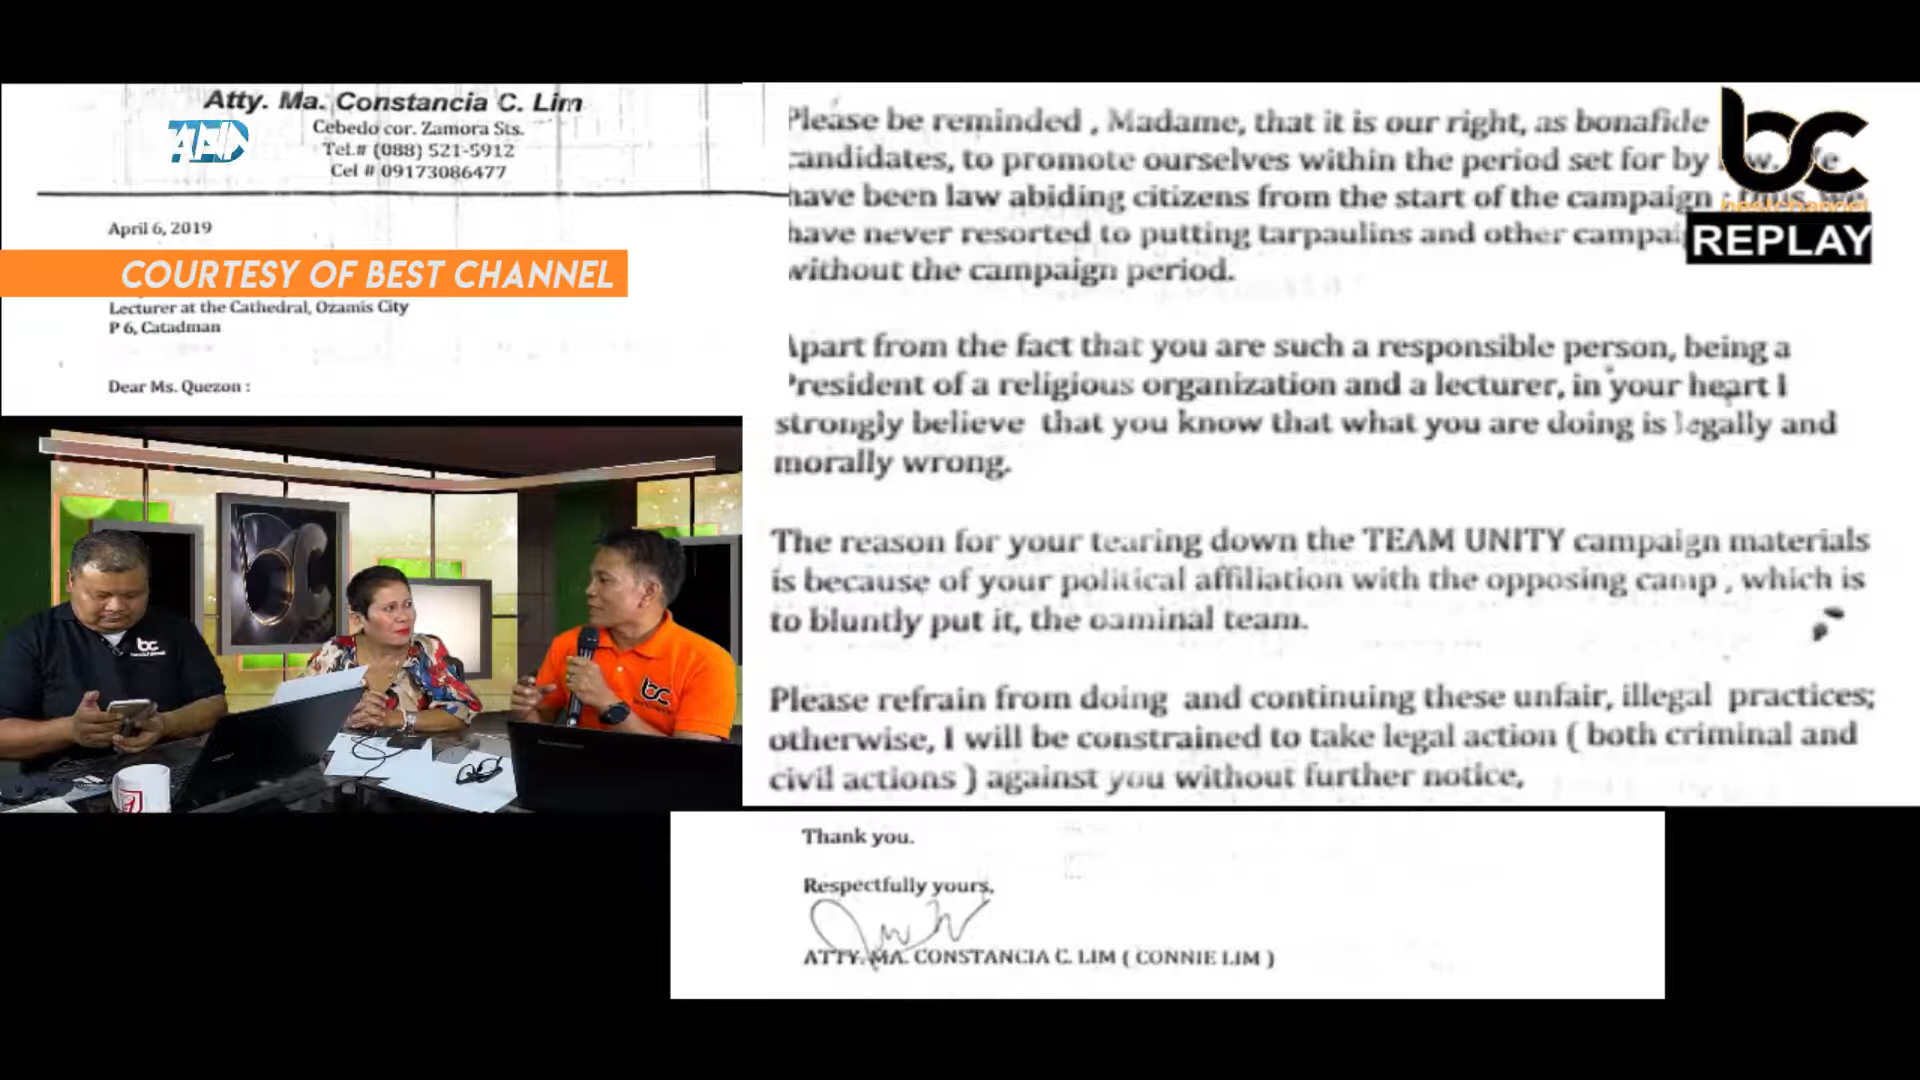 Atty. Ma. Constancia C. Lim
Cebedo cor. Zamora Sts.
Tel.# (088) 521-5912
Cel # 09173086477
April 6, 2019
COURTESY OF BEST CHANNEL
Lecturer at the Cathedral, Ozamis City
P 6, Catadman
Dear Ms. Quezon :
Please be reminded , Madame, that it is our right, as bonafide
candidates, to promote ourselves within the period set for by
have been law abiding citizens from the start of the campaign
have never resorted to putting tarpaulins and other
without the campaign period.
Apart from the fact that you are such a responsible person, being a
President of a religious organization and a lecturer, in your heart I
strongly believe that you know that what you are doing is legally and
morally wrong.
The reason for your tearing down the TEAM UNITY campaign materials
is because of your political affiliation with the opposing camp , which is
to bluntly put it, the oaminal team.
Please refrain from doing and continuing these unfair, illegal practices;
otherwise, I will be constrained to take legal action ( both criminal and
civil actions ) against you without further notice,
Thank you.
Respectfully yours,
ATTY. MA. CONSTANCIA C. LIM ( CONNIE LIM )
bc
bestchannel
REPLAY
bc
bc
bc